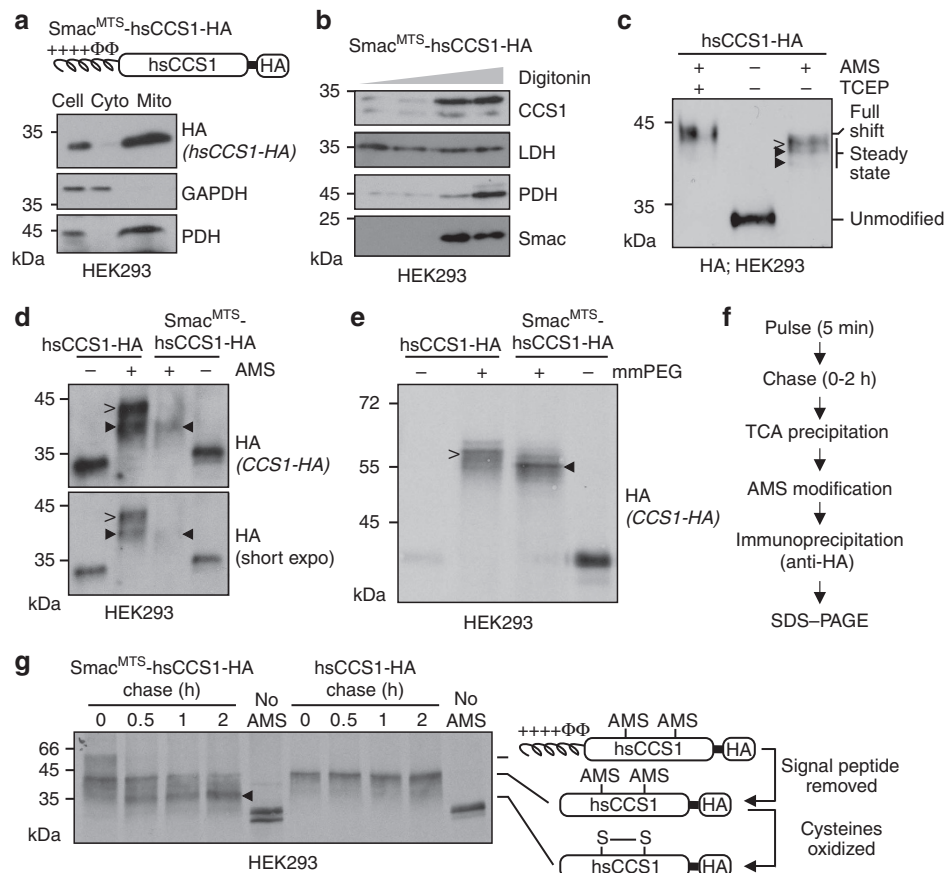 a
Smac^MTS-hsCCS1-HA
++++ΦΦ
hsCCS1
HA
Cell Cyto Mito
35
HA
(hsCCS1-HA)
GAPDH
45
PDH
kDa
HEK293
b
Smac^MTS-hsCCS1-HA
Digitonin
35
CCS1
LDH
45
PDH
25
Smac
kDa
HEK293
c
hsCCS1-HA
+ – + AMS
+ – – TCEP
45
Full
shift
>
Steady
state
35
Unmodified
kDa
HA; HEK293
d
hsCCS1-HA
Smac^MTS-
hsCCS1-HA
– + + – AMS
45
>
35
HA
(CCS1-HA)
45
>
35
HA
(short expo)
kDa
HEK293
e
hsCCS1-HA
Smac^MTS-
hsCCS1-HA
– + + – mmPEG
72
>
55
45
HA
(CCS1-HA)
kDa
HEK293
f
Pulse (5 min)
Chase (0-2 h)
TCA precipitation
AMS modification
Immunoprecipitation
(anti-HA)
SDS–PAGE
g
Smac^MTS-hsCCS1-HA
chase (h)
0 0.5 1 2
No
AMS
hsCCS1-HA
chase (h)
0 0.5 1 2
No
AMS
66
45
35
kDa
HEK293
AMS AMS
++++ΦΦ
hsCCS1
HA
Signal peptide
removed
AMS AMS
hsCCS1
HA
Cysteines
oxidized
S—S
hsCCS1
HA